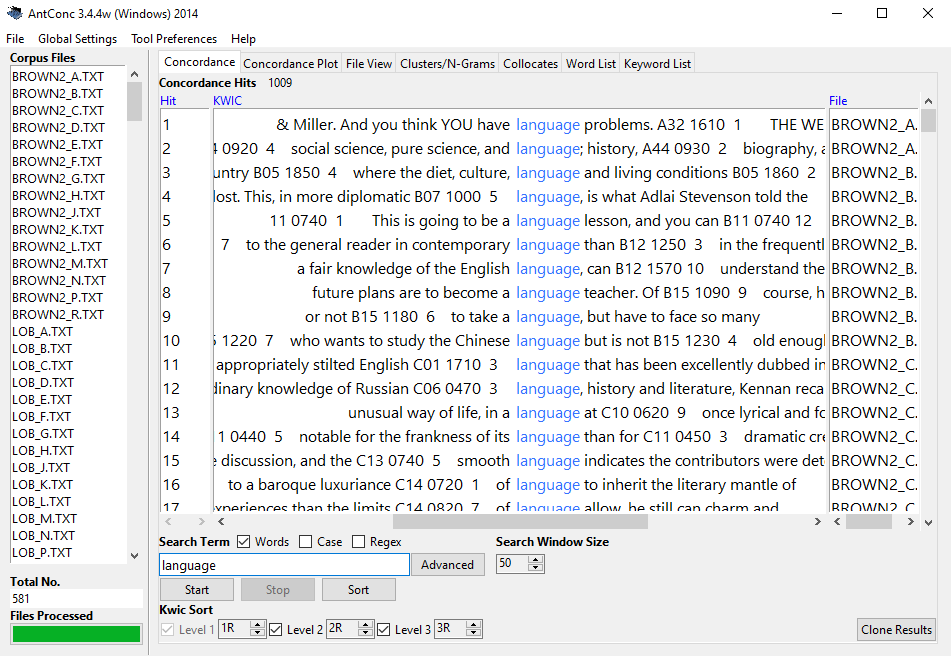 AntConc 3.4.4w (Windows) 2014
File Global Settings Tool Preferences Help
Corpus Files
BROWN2_A.TXT
BROWN2_B.TXT
BROWN2_C.TXT
BROWN2_D.TXT
BROWN2_E.TXT
BROWN2_F.TXT
BROWN2_G.TXT
BROWN2_H.TXT
BROWN2_J.TXT
BROWN2_K.TXT
BROWN2_L.TXT
BROWN2_M.TXT
BROWN2_N.TXT
BROWN2_P.TXT
BROWN2_R.TXT
LOB_A.TXT
LOB_B.TXT
LOB_C.TXT
LOB_D.TXT
LOB_E.TXT
LOB_F.TXT
LOB_G.TXT
LOB_H.TXT
LOB_J.TXT
LOB_K.TXT
LOB_L.TXT
LOB_M.TXT
LOB_N.TXT
LOB_P.TXT
Total No.
581
Files Processed
Concordance Concordance Plot File View Clusters/N-Grams Collocates Word List Keyword List
Concordance Hits 1009
Hit KWIC File
1 & Miller. And you think YOU have language problems. A32 1610 1 THE WE BROWN2_A.
2 0920 4 social science, pure science, and language; history, A44 0930 2 biography, a BROWN2_A.
3 untry B05 1850 4 where the diet, culture, language and living conditions B05 1860 2 BROWN2_B.
4 lost. This, in more diplomatic B07 1000 5 language, is what Adlai Stevenson told the BROWN2_B.
5 11 0740 1 This is going to be a language lesson, and you can B11 0740 12 BROWN2_B.
6 7 to the general reader in contemporary language than B12 1250 3 in the frequentl BROWN2_B.
7 a fair knowledge of the English language, can B12 1570 10 understand the BROWN2_B.
8 future plans are to become a language teacher. Of B15 1090 9 course, h BROWN2_B.
9 or not B15 1180 6 to take a language, but have to face so many BROWN2_B.
10 1220 7 who wants to study the Chinese language but is not B15 1230 4 old enoug BROWN2_B.
11 appropriately stilted English C01 1710 3 language that has been excellently dubbed in BROWN2_C.
12 dinary knowledge of Russian C06 0470 3 language, history and literature, Kennan reca BROWN2_C.
13 unusual way of life, in a language at C10 0620 9 once lyrical and fo BROWN2_C.
14 1 0440 5 notable for the frankness of its language than for C11 0450 3 dramatic cre BROWN2_C.
15 e discussion, and the C13 0740 5 smooth language indicates the contributors were det BROWN2_C.
16 to a baroque luxuriance C14 0720 1 of language to inherit the literary mantle of BROWN2_C.
17 experiences than the limits C14 0820 7 of language allow, he still can charm and BROWN2_C.
Search Term Words Case Regex Search Window Size
language Advanced 50
Start Stop Sort
Kwic Sort
Level 1 1R Level 2 2R Level 3 3R Clone Results